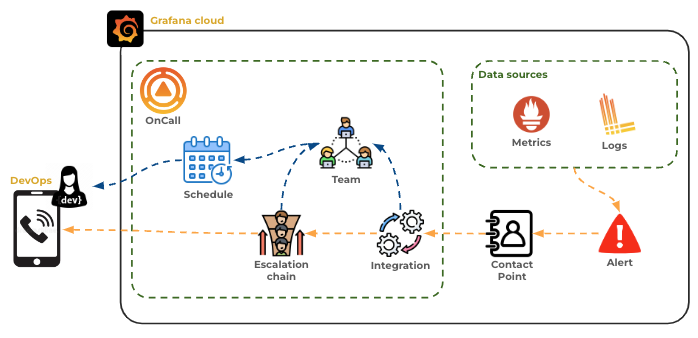 Grafana cloud
Data sources
OnCall
Metrics
Logs
Team
DevOps
dev}
Schedule
Escalation
chain
Integration
Contact
Point
Alert